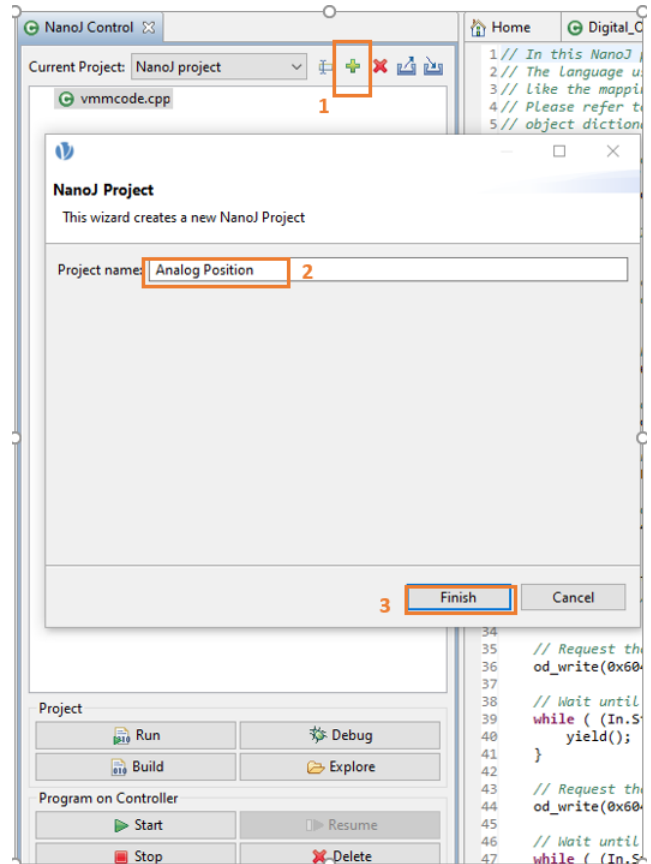 NanoJ Control
Home
Digital_O
Current Project: NanoJ project
1
vmmcode.cpp
1 // In this NanoJ
2 // The language u
3 // like the mappi
4 // Please refer t
5 // object diction
NanoJ Project
This wizard creates a new NanoJ Project
Project name: Analog Position
2
3
Finish
Cancel
34
35 // Request the
36 od_write(0x604
37
38 // Wait until
39 while ( (In.S
40 yield();
41 }
42
43 // Request the
44 od_write(0x604
45
46 // Wait until
47 while ( (In.S
Project
Run
Debug
Build
Explore
Program on Controller
Start
Resume
Stop
Delete